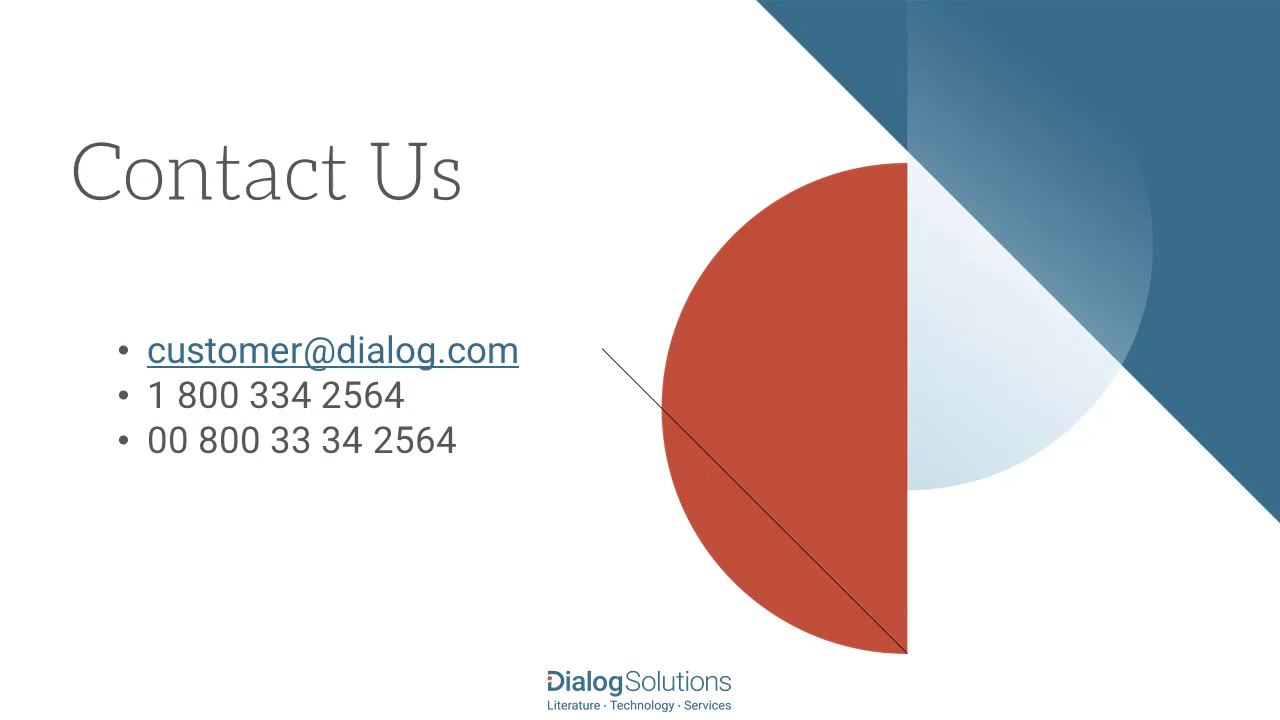 Contact Us
• customer@dialog.com
• 1 800 334 2564
• 00 800 33 34 2564
DialogSolutions
Literature · Technology · Services